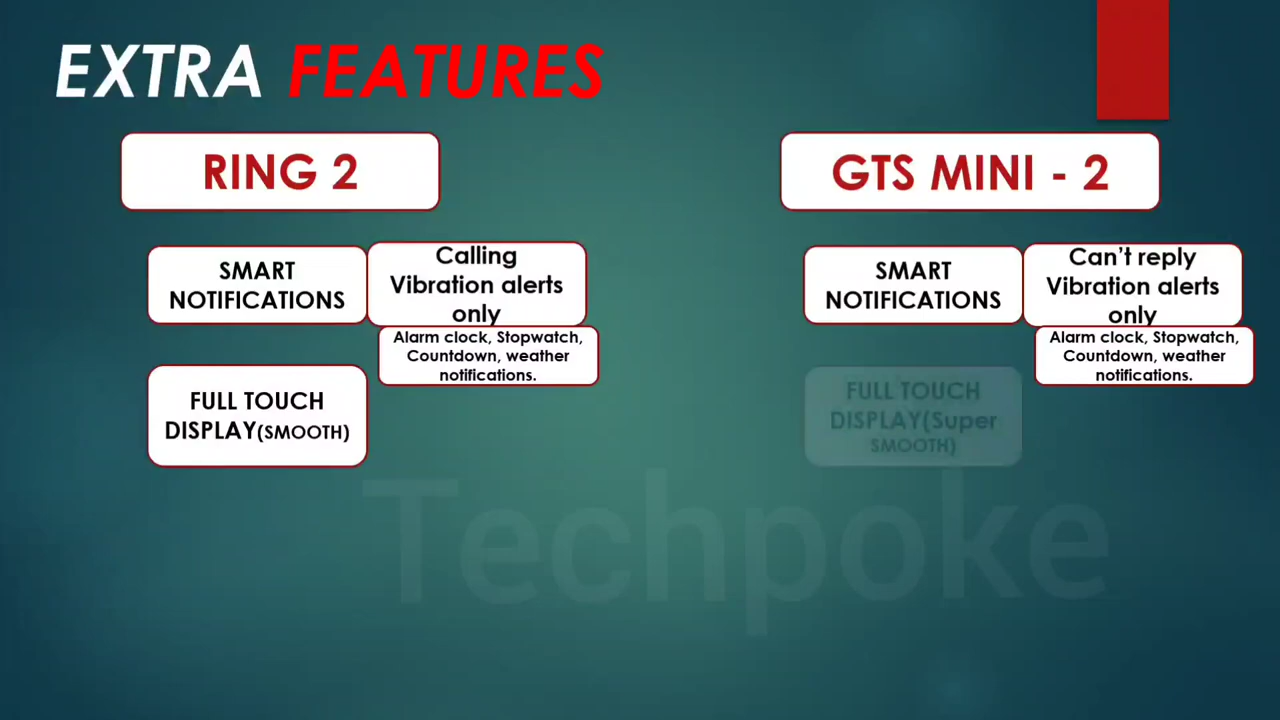 EXTRA FEATURES
RING 2
GTS MINI - 2
SMART
NOTIFICATIONS
Calling
Vibration alerts
only
Alarm clock, Stopwatch,
Countdown, weather
notifications.
FULL TOUCH
DISPLAY(SMOOTH)
SMART
NOTIFICATIONS
Can't reply
Vibration alerts
only
Alarm clock, Stopwatch,
Countdown, weather
notifications.
FULL TOUCH
DISPLAY(Super
SMOOTH)
Techpoke